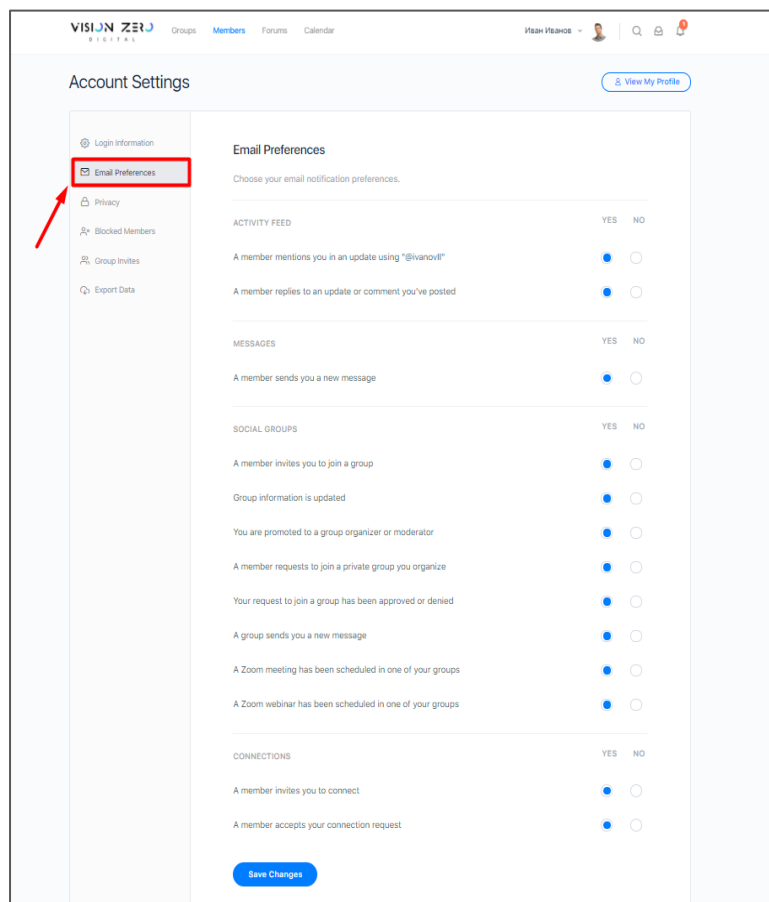 VISION ZERO
DIGITAL
Groups Members Forums Calendar
Иван Иванов
1
Account Settings
View My Profile
Login Information
Email Preferences
Privacy
Blocked Members
Group Invites
Export Data
Email Preferences
Choose your email notification preferences.
ACTIVITY FEED YES NO
A member mentions you in an update using "@ivanovII"
A member replies to an update or comment you've posted
MESSAGES YES NO
A member sends you a new message
SOCIAL GROUPS YES NO
A member invites you to join a group
Group information is updated
You are promoted to a group organizer or moderator
A member requests to join a private group you organize
Your request to join a group has been approved or denied
A group sends you a new message
A Zoom meeting has been scheduled in one of your groups
A Zoom webinar has been scheduled in one of your groups
CONNECTIONS YES NO
A member invites you to connect
A member accepts your connection request
Save Changes